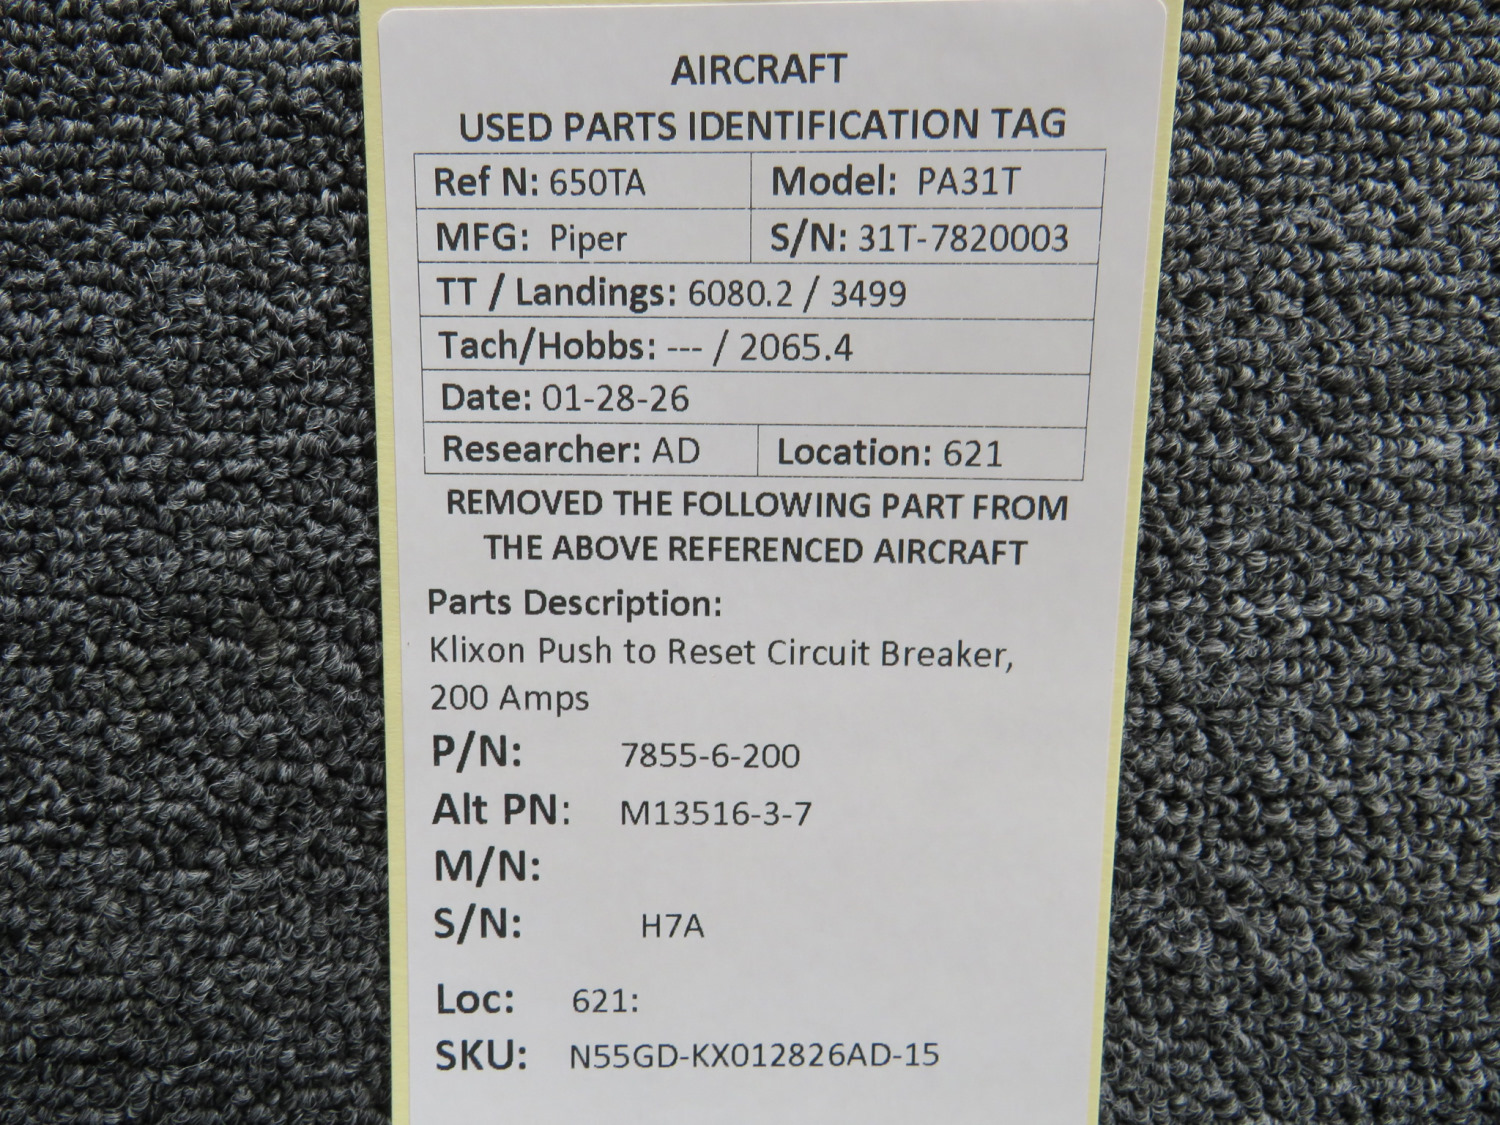 AIRCRAFT
USED PARTS IDENTIFICATION TAG
Ref N: 650TA Model: PA31T
MFG: Piper S/N: 31T-7820003
TT / Landings: 6080.2 / 3499
Tach/Hobbs: --- / 2065.4
Date: 01-28-26
Researcher: AD Location: 621
REMOVED THE FOLLOWING PART FROM
THE ABOVE REFERENCED AIRCRAFT
Parts Description:
Klixon Push to Reset Circuit Breaker,
200 Amps
P/N: 7855-6-200
Alt PN: M13516-3-7
M/N:
S/N: H7A
Loc: 621:
SKU: N55GD-KX012826AD-15